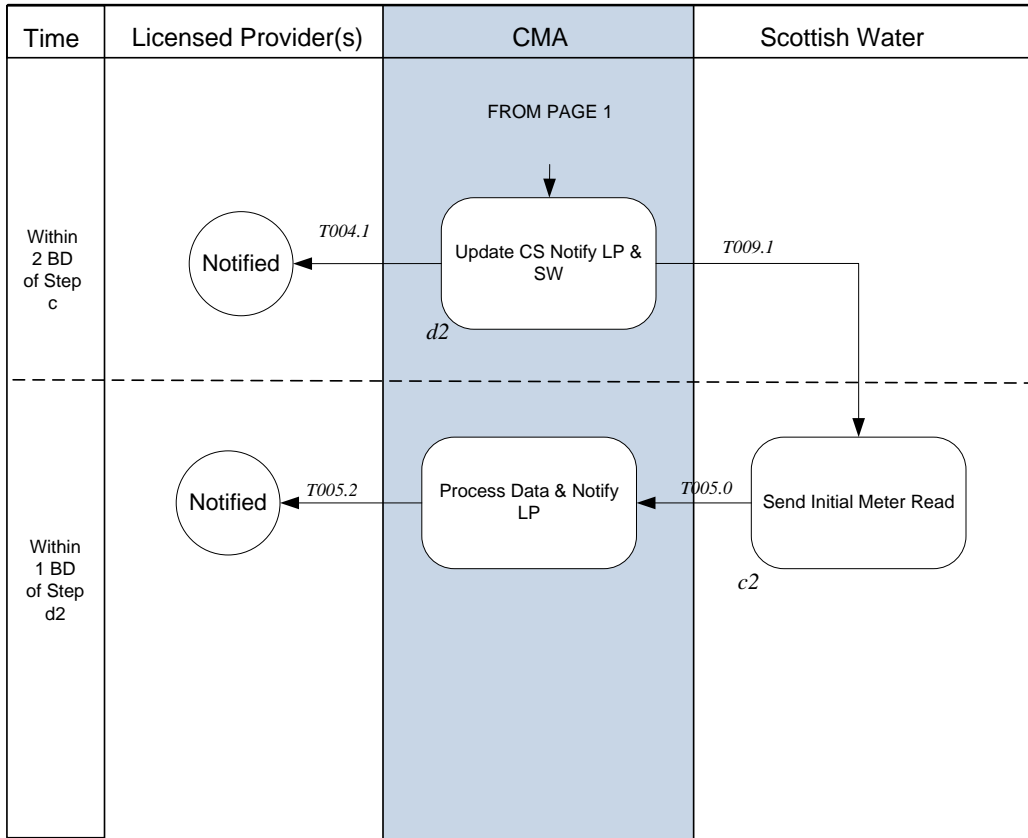 Time
Licensed Provider(s)
CMA
Scottish Water
FROM PAGE 1
Within
2 BD
of Step
c
Notified
T004.1
Update CS Notify LP &
SW
T009.1
d2
Within
1 BD
of Step
d2
Notified
T005.2
Process Data & Notify
LP
T005.0
Send Initial Meter Read
c2